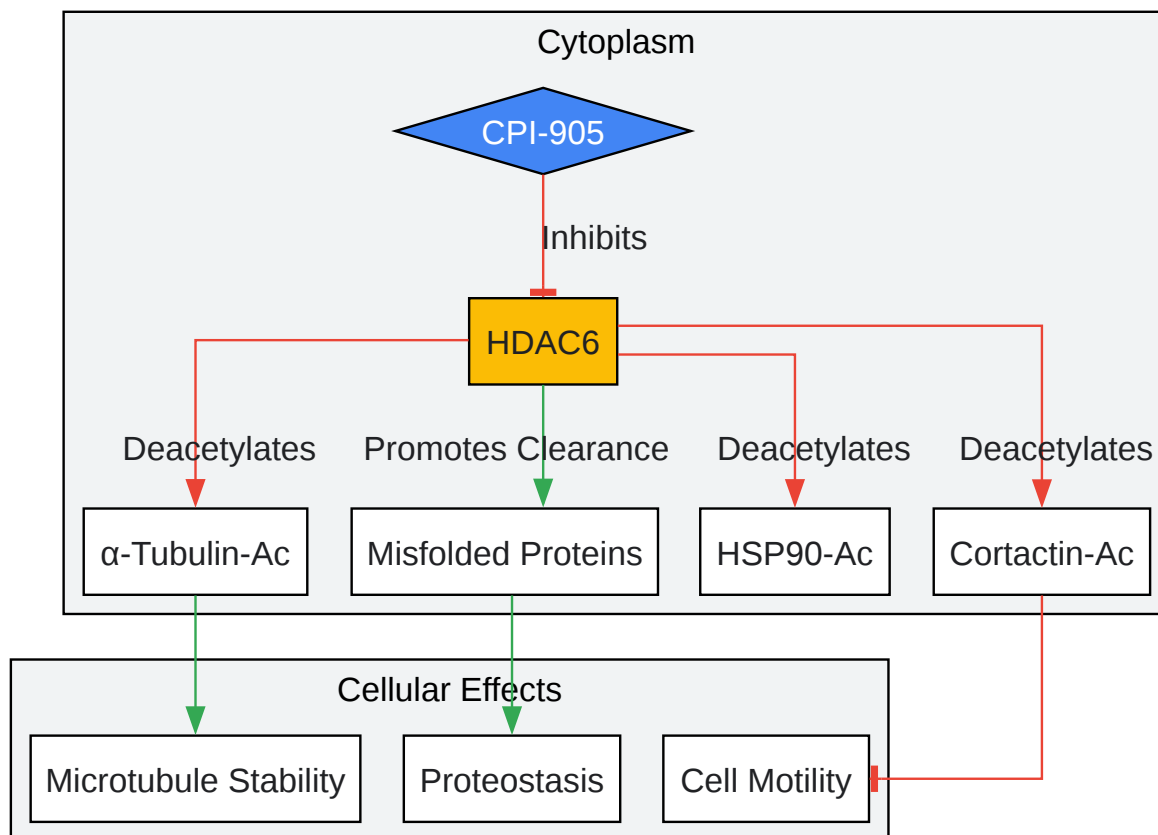 Cytoplasm
CPI-905
Inhibits
HDAC6
Deacetylates
Promotes Clearance
Deacetylates
Deacetylates
α-Tubulin-Ac
Misfolded Proteins
HSP90-Ac
Cortactin-Ac
Cellular Effects
Microtubule Stability
Proteostasis
Cell Motility